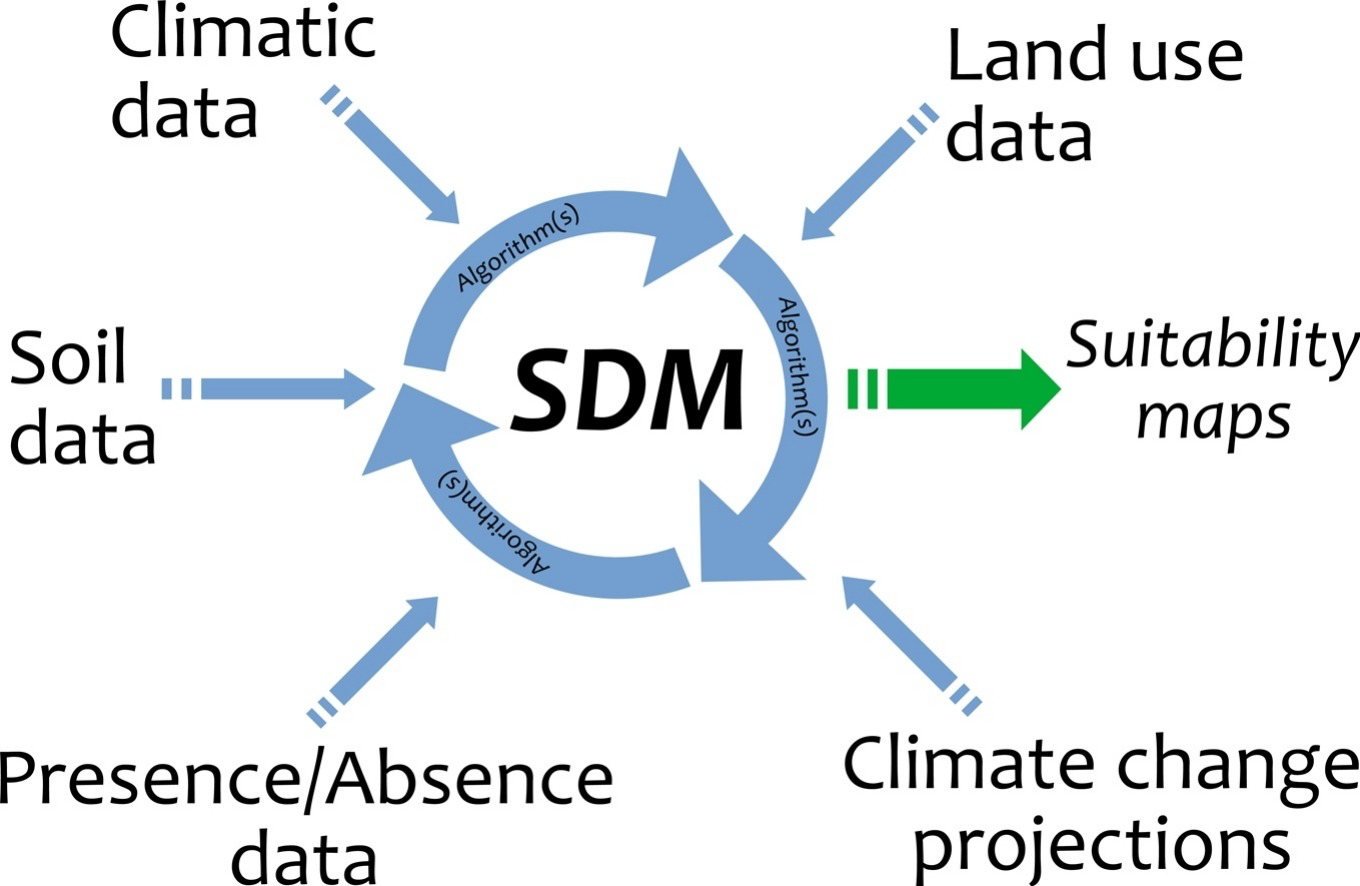 Climatic
data
Land use
data
Algorithm(s)
Algorithm(s)
Soil
data
SDM
Suitability
maps
Algorithm(s)
Presence/Absence
data
Climate change
projections